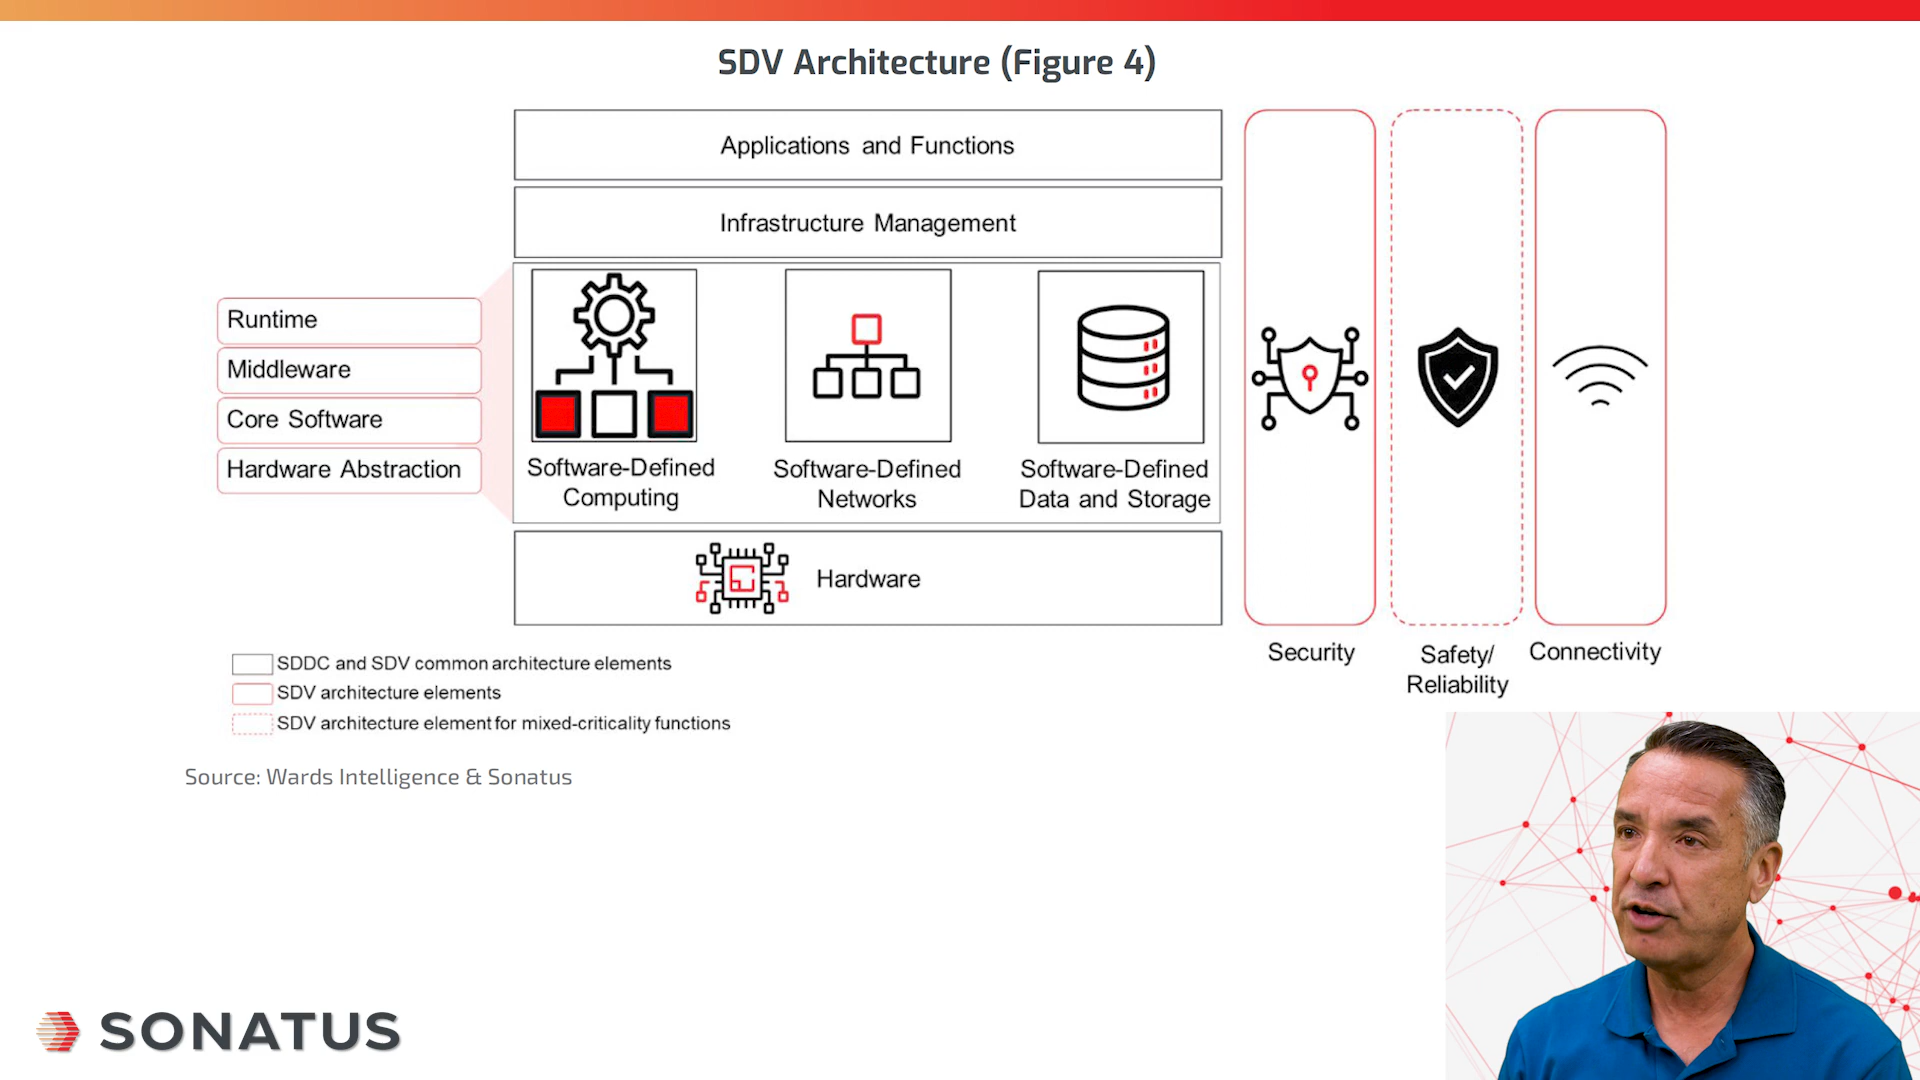 SDV Architecture (Figure 4)
Applications and Functions
Infrastructure Management
Runtime
Middleware
Core Software
Hardware Abstraction
Software-Defined
Computing
Software-Defined
Networks
Software-Defined
Data and Storage
Hardware
Security
Safety/
Reliability
Connectivity
SDDC and SDV common architecture elements
SDV architecture elements
SDV architecture element for mixed-criticality functions
Source: Wards Intelligence & Sonatus
SONATUS